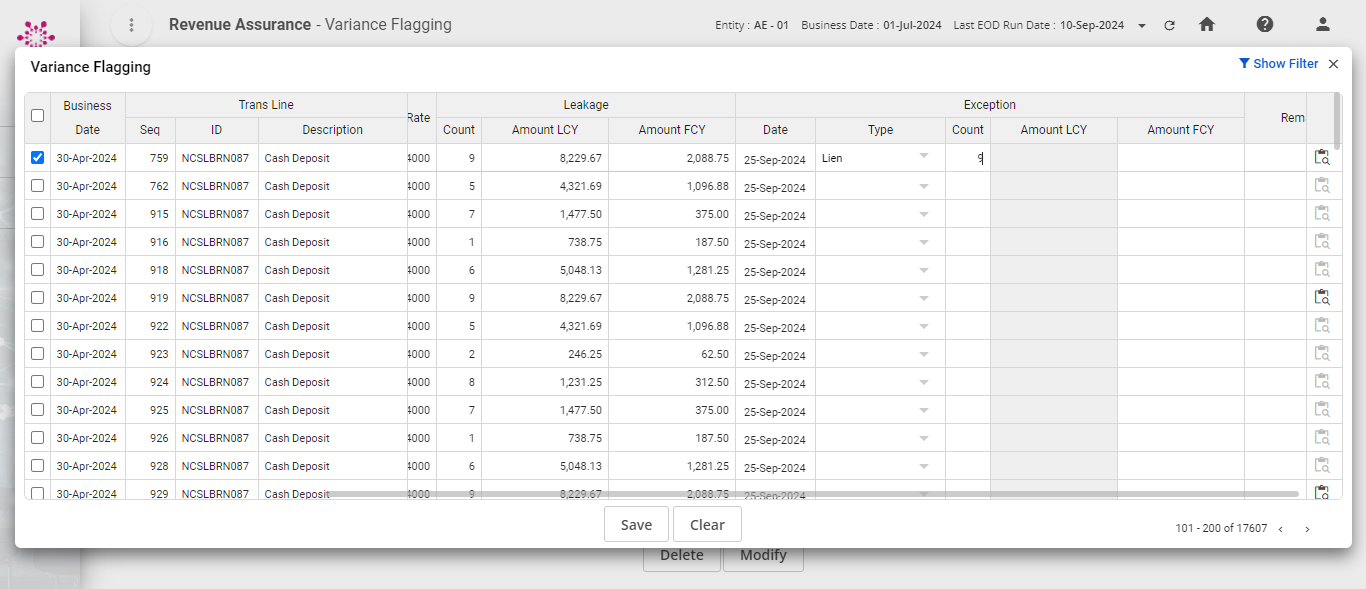 Revenue Assurance - Variance Flagging
Entity : AE - 01 Business Date : 01-Jul-2024 Last EOD Run Date : 10-Sep-2024
Variance Flagging
Show Filter
Business Date Trans Line Rate Leakage Exception Rem
Seq ID Description Count Amount LCY Amount FCY Date Type Count Amount LCY Amount FCY
30-Apr-2024 759 NCSLBRN087 Cash Deposit 4000 9 8,229.67 2,088.75 25-Sep-2024 Lien 9
30-Apr-2024 762 NCSLBRN087 Cash Deposit 4000 5 4,321.69 1,096.88 25-Sep-2024
30-Apr-2024 915 NCSLBRN087 Cash Deposit 4000 7 1,477.50 375.00 25-Sep-2024
30-Apr-2024 916 NCSLBRN087 Cash Deposit 4000 1 738.75 187.50 25-Sep-2024
30-Apr-2024 918 NCSLBRN087 Cash Deposit 4000 6 5,048.13 1,281.25 25-Sep-2024
30-Apr-2024 919 NCSLBRN087 Cash Deposit 4000 9 8,229.67 2,088.75 25-Sep-2024
30-Apr-2024 922 NCSLBRN087 Cash Deposit 4000 5 4,321.69 1,096.88 25-Sep-2024
30-Apr-2024 923 NCSLBRN087 Cash Deposit 4000 2 246.25 62.50 25-Sep-2024
30-Apr-2024 924 NCSLBRN087 Cash Deposit 4000 8 1,231.25 312.50 25-Sep-2024
30-Apr-2024 925 NCSLBRN087 Cash Deposit 4000 7 1,477.50 375.00 25-Sep-2024
30-Apr-2024 926 NCSLBRN087 Cash Deposit 4000 1 738.75 187.50 25-Sep-2024
30-Apr-2024 928 NCSLBRN087 Cash Deposit 4000 6 5,048.13 1,281.25 25-Sep-2024
30-Apr-2024 929 NCSLBRN087 Cash Deposit 4000 9 8,229.67 2,088.75 25-Sep-2024
Save Clear
101 - 200 of 17607
Delete Modify